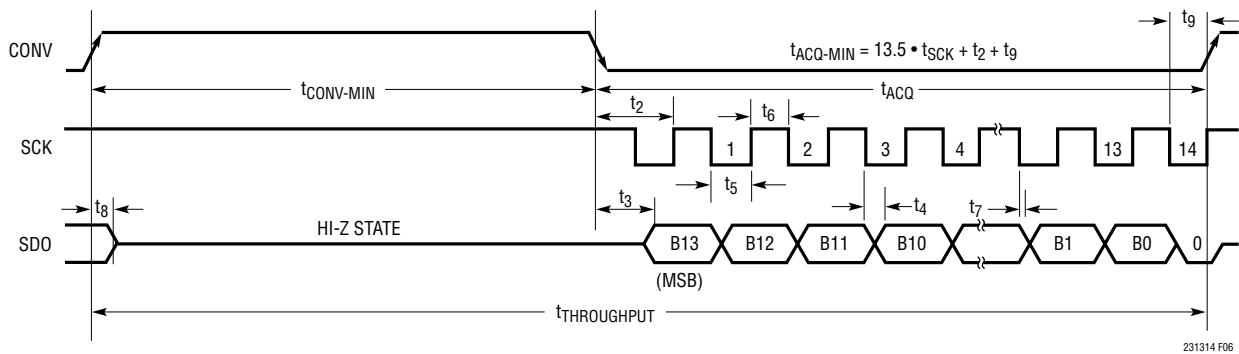 CONV
t9
tACQ-MIN = 13.5 • tSCK + t2 + t9
tCONV-MIN
tACQ
t2
t6
SCK
1
2
3
4
13
14
t5
t3
t4
t7
t8
HI-Z STATE
SDO
B13
B12
B11
B10
B1
B0
0
(MSB)
tTHROUGHPUT
231314 F06